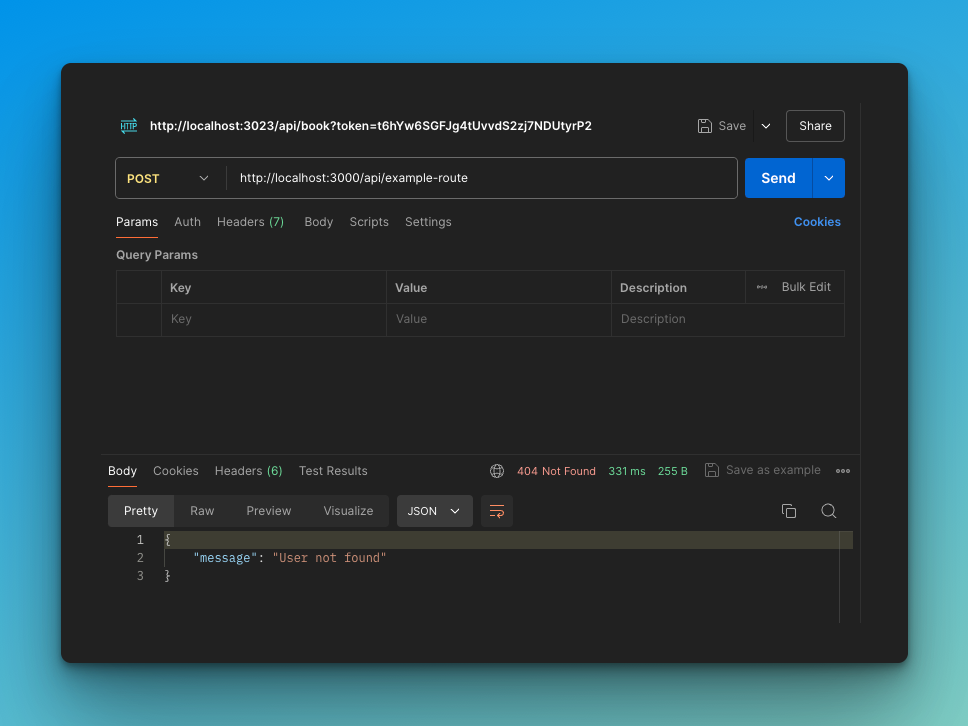 HTTP http://localhost:3023/api/book?token=t6hYw6SGFJg4tUvvdS2zj7NDUtyrP2 Save Share
POST http://localhost:3000/api/example-route Send
Params Auth Headers (7) Body Scripts Settings Cookies
Query Params
Key Value Description Bulk Edit
Key Value Description
Body Cookies Headers (6) Test Results 404 Not Found 331 ms 255 B Save as example
Pretty Raw Preview Visualize JSON
1 {
2 "message": "User not found"
3 }